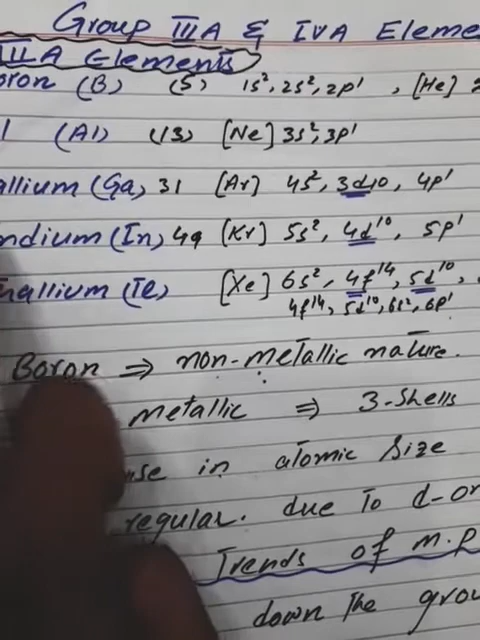 Group IIIA & IVA Eleme
IIIA Elements
oron (B) (5) 1s², 2s², 2p¹ , [He]
l (Al) (13) [Ne] 3s², 3p¹
allium (Ga, 31 [Ar] 4s², 3d10, 4p¹
ndium (In) 49 [Kr] 5s², 4d¹⁰, 5p¹
hallium (Tl) [Xe] 6s², 4f¹⁴, 5d¹⁰,
4f¹⁴, 5d¹⁰, 6s², 6p¹
Boron ⇒ non-metallic nature.
metallic ⇒ 3-Shells
se in atomic Size
regular. due to d-or
Trends of m.p
down the grou